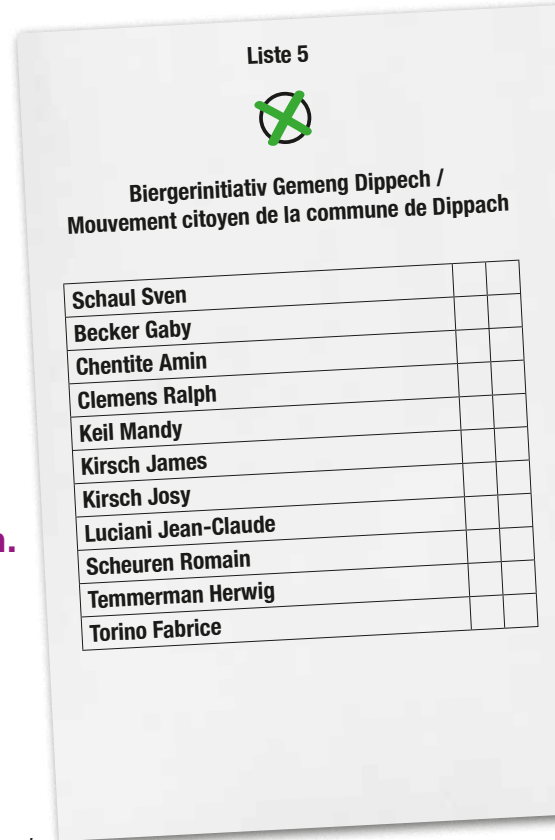 Liste 5
Biergerinitiativ Gemeng Dippech /
Mouvement citoyen de la commune de Dippach
Schaul Sven
Becker Gaby
Chentite Amin
Clemens Ralph
Keil Mandy
Kirsch James
Kirsch Josy
Luciani Jean-Claude
Scheuren Romain
Temmerman Herwig
Torino Fabrice